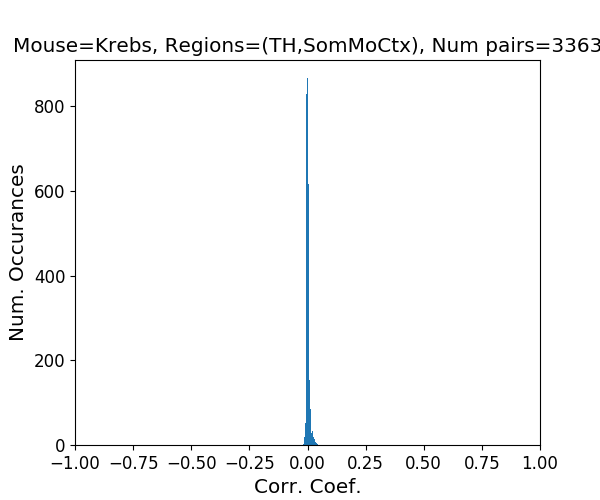 Mouse=Krebs, Regions=(TH,SomMoCtx), Num pairs=3363
Num. Occurances
800
600
400
200
0
−1.00 −0.75 −0.50 −0.25 0.00 0.25 0.50 0.75 1.00
Corr. Coef.